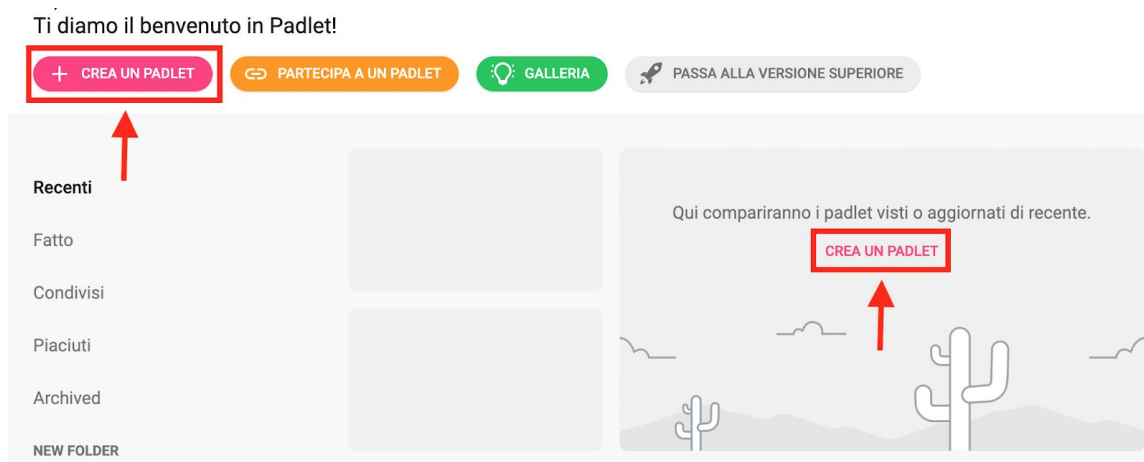 Ti diamo il benvenuto in Padlet!
+ CREA UN PADLET
PARTECIPA A UN PADLET
GALLERIA
PASSA ALLA VERSIONE SUPERIORE
Recenti
Fatto
Condivisi
Piaciuti
Archived
NEW FOLDER
Qui compariranno i padlet visti o aggiornati di recente.
CREA UN PADLET